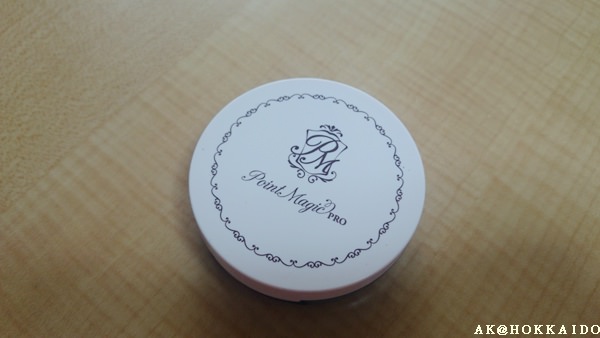 PM
Point Magic
PRO
AK@HOKKAIDO